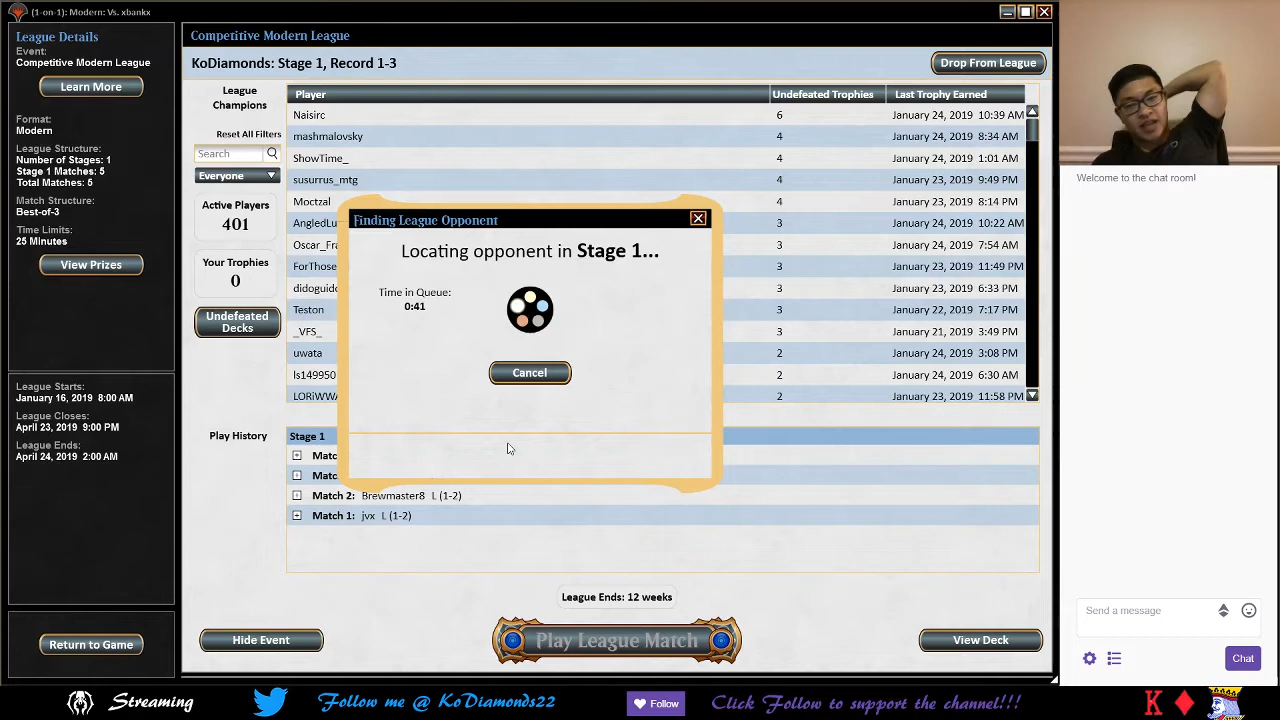 (1-on-1): Modern: Vs. xbankx
League Details
Event:
Competitive Modern League
Learn More
Format:
Modern
League Structure:
Number of Stages: 1
Stage 1 Matches: 5
Total Matches: 5
Match Structure:
Best-of-3
Time Limits:
25 Minutes
View Prizes
League Starts:
January 16, 2019 8:00 AM
League Closes:
April 23, 2019 9:00 PM
League Ends:
April 24, 2019 2:00 AM
Return to Game
Competitive Modern League
KoDiamonds: Stage 1, Record 1-3
Drop From League
League
Champions
Reset All Filters
Search
Everyone
Active Players
401
Your Trophies
0
Undefeated
Decks
Player Undefeated Trophies Last Trophy Earned
Naisirc 6 January 24, 2019 10:39 AM
mashmalovsky 4 January 24, 2019 8:34 AM
ShowTime_ 4 January 24, 2019 1:01 AM
susurrus_mtg 4 January 23, 2019 9:49 PM
Moctzal 4 January 23, 2019 8:14 PM
AngledLu 3 January 24, 2019 10:22 AM
Oscar_Fra 3 January 24, 2019 7:54 AM
ForThose 3 January 23, 2019 11:49 PM
didoguido 3 January 23, 2019 6:33 PM
Teston 3 January 22, 2019 7:17 PM
_VFS_ 3 January 21, 2019 3:49 PM
uwata 2 January 24, 2019 3:08 PM
ls149950 2 January 24, 2019 6:30 AM
LORiWWA 2 January 23, 2019 11:58 PM
Finding League Opponent
Locating opponent in Stage 1...
Time in Queue:
0:41
Cancel
Play History
Stage 1
Matc
Matc
Match 2: Brewmaster8 L (1-2)
Match 1: jvx L (1-2)
League Ends: 12 weeks
Hide Event
Play League Match
View Deck
Welcome to the chat room!
Send a message
Chat
Streaming
Follow me @ KoDiamonds22
Follow
Click Follow to support the channel!!!
K